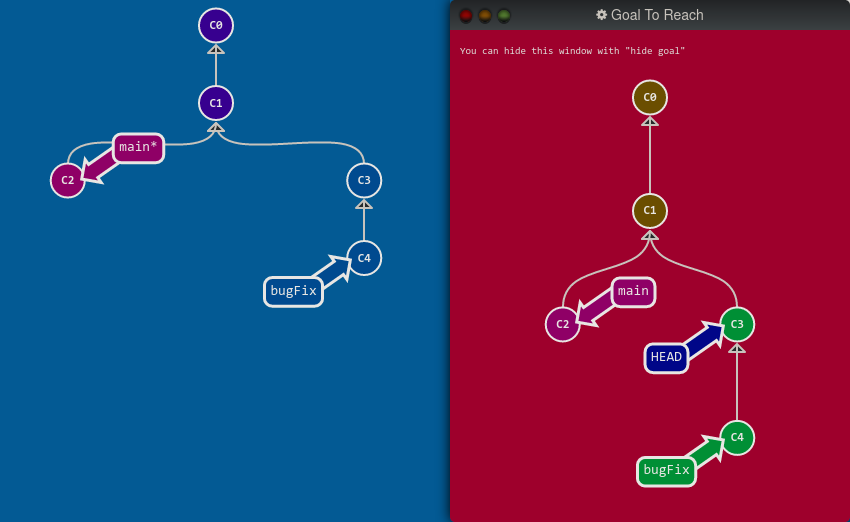 C0
C1
main*
C2
C3
C4
bugFix
Goal To Reach
You can hide this window with "hide goal"
C0
C1
main
C2
C3
HEAD
C4
bugFix